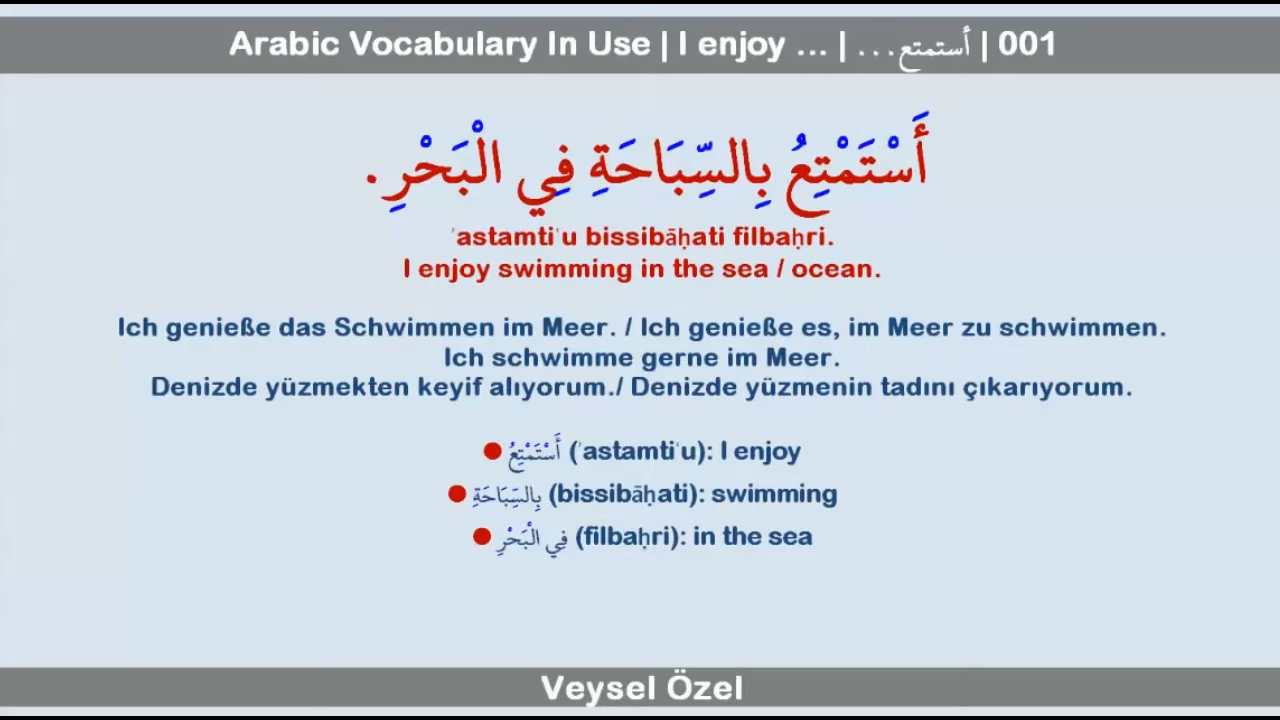 Arabic Vocabulary In Use | I enjoy ... | أستمتع... | 001
أَسْتَمْتِعُ بِالسِّبَاحَةِ فِي الْبَحْرِ.
ʾastamtiʿu bissibāḥati filbaḥri.
I enjoy swimming in the sea / ocean.
Ich genieße das Schwimmen im Meer. / Ich genieße es, im Meer zu schwimmen.
Ich schwimme gerne im Meer.
Denizde yüzmekten keyif alıyorum./ Denizde yüzmenin tadını çıkarıyorum.
● أَسْتَمْتِعُ (ʾastamtiʿu): I enjoy
● بِالسِّبَاحَةِ (bissibāḥati): swimming
● فِي الْبَحْرِ (filbaḥri): in the sea
Veysel Özel